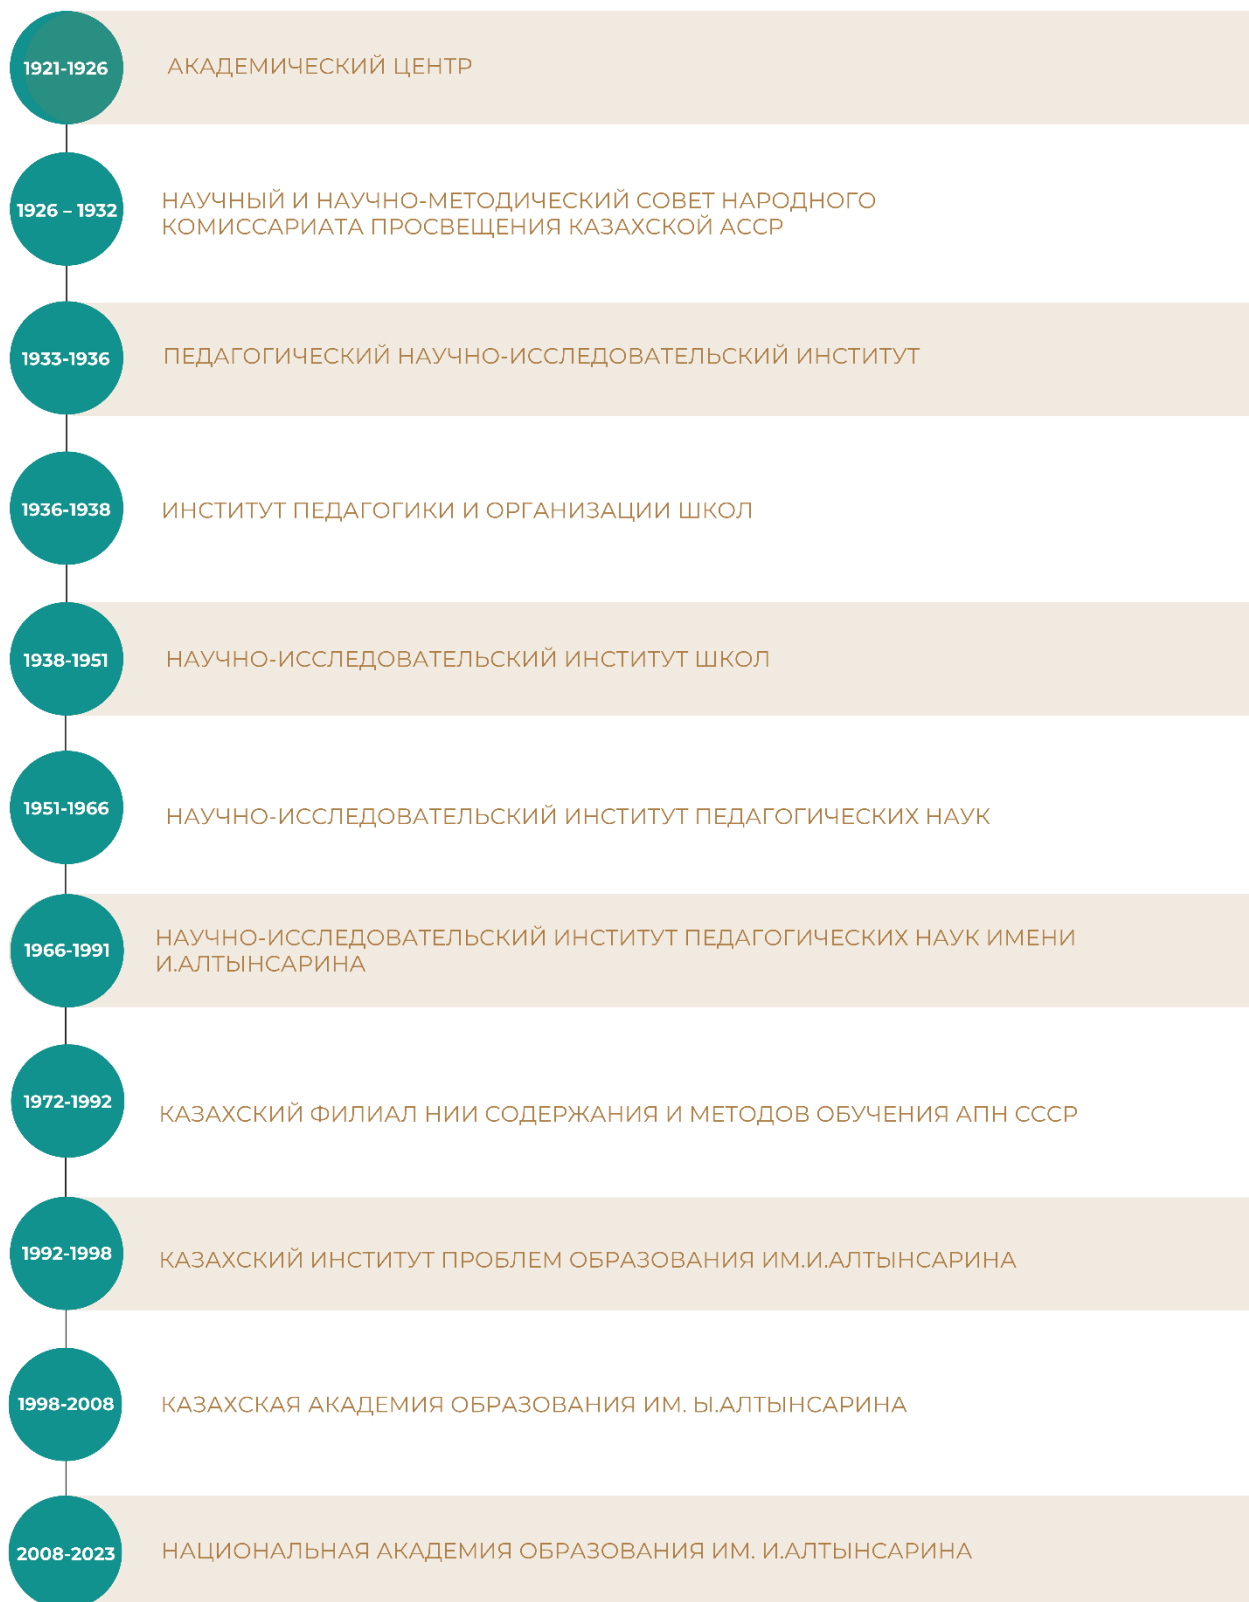 1921-1926
АКАДЕМИЧЕСКИЙ ЦЕНТР
1926 – 1932
НАУЧНЫЙ И НАУЧНО-МЕТОДИЧЕСКИЙ СОВЕТ НАРОДНОГО
КОМИССАРИАТА ПРОСВЕЩЕНИЯ КАЗАХСКОЙ АССР
1933-1936
ПЕДАГОГИЧЕСКИЙ НАУЧНО-ИССЛЕДОВАТЕЛЬСКИЙ ИНСТИТУТ
1936-1938
ИНСТИТУТ ПЕДАГОГИКИ И ОРГАНИЗАЦИИ ШКОЛ
1938-1951
НАУЧНО-ИССЛЕДОВАТЕЛЬСКИЙ ИНСТИТУТ ШКОЛ
1951-1966
НАУЧНО-ИССЛЕДОВАТЕЛЬСКИЙ ИНСТИТУТ ПЕДАГОГИЧЕСКИХ НАУК
1966-1991
НАУЧНО-ИССЛЕДОВАТЕЛЬСКИЙ ИНСТИТУТ ПЕДАГОГИЧЕСКИХ НАУК ИМЕНИ
И.АЛТЫНСАРИНА
1972-1992
КАЗАХСКИЙ ФИЛИАЛ НИИ СОДЕРЖАНИЯ И МЕТОДОВ ОБУЧЕНИЯ АПН СССР
1992-1998
КАЗАХСКИЙ ИНСТИТУТ ПРОБЛЕМ ОБРАЗОВАНИЯ ИМ.И.АЛТЫНСАРИНА
1998-2008
КАЗАХСКАЯ АКАДЕМИЯ ОБРАЗОВАНИЯ ИМ. Ы.АЛТЫНСАРИНА
2008-2023
НАЦИОНАЛЬНАЯ АКАДЕМИЯ ОБРАЗОВАНИЯ ИМ. И.АЛТЫНСАРИНА